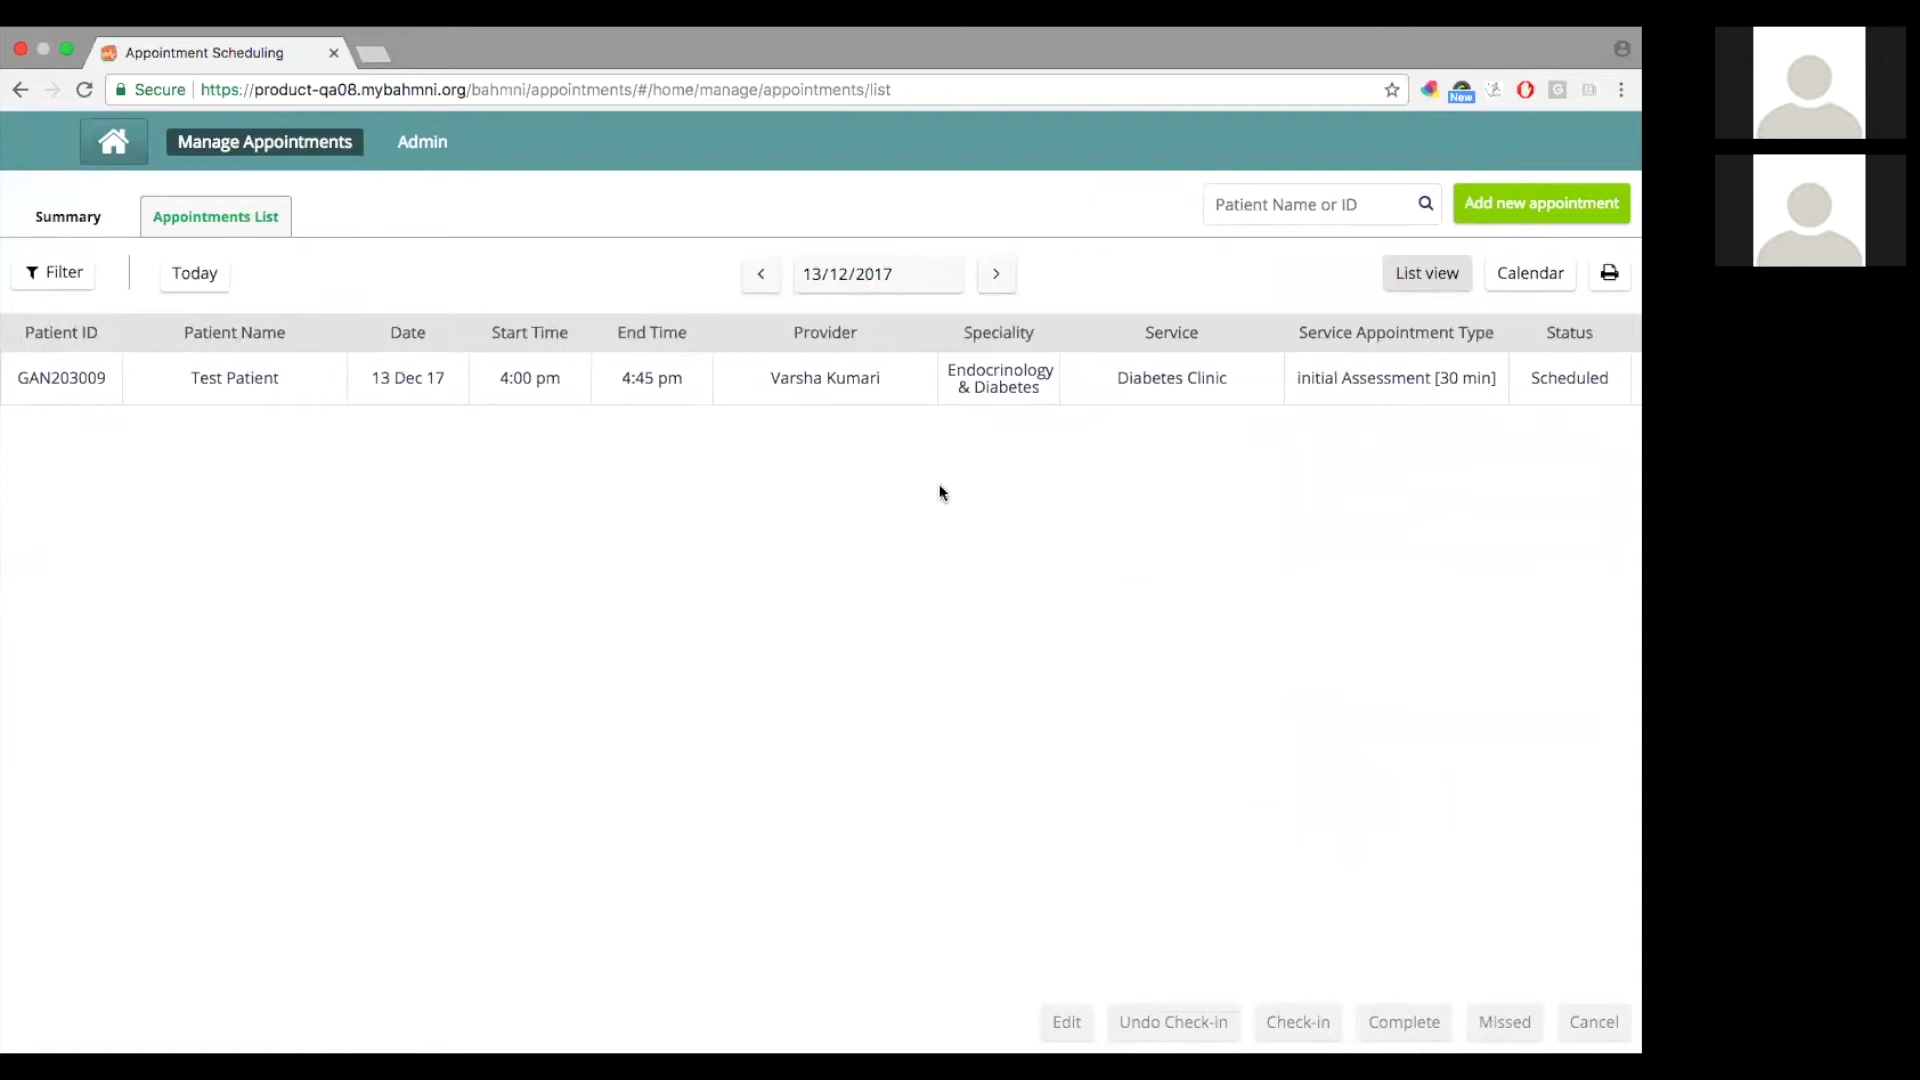 Appointment Scheduling
Secure https://product-qa08.mybahmni.org/bahmni/appointments/#/home/manage/appointments/list
New
Manage Appointments Admin
Summary Appointments List Patient Name or ID Add new appointment
Filter Today 13/12/2017 List view Calendar
Patient ID Patient Name Date Start Time End Time Provider Speciality Service Service Appointment Type Status
GAN203009 Test Patient 13 Dec 17 4:00 pm 4:45 pm Varsha Kumari Endocrinology & Diabetes Diabetes Clinic initial Assessment [30 min] Scheduled
Edit Undo Check-in Check-in Complete Missed Cancel